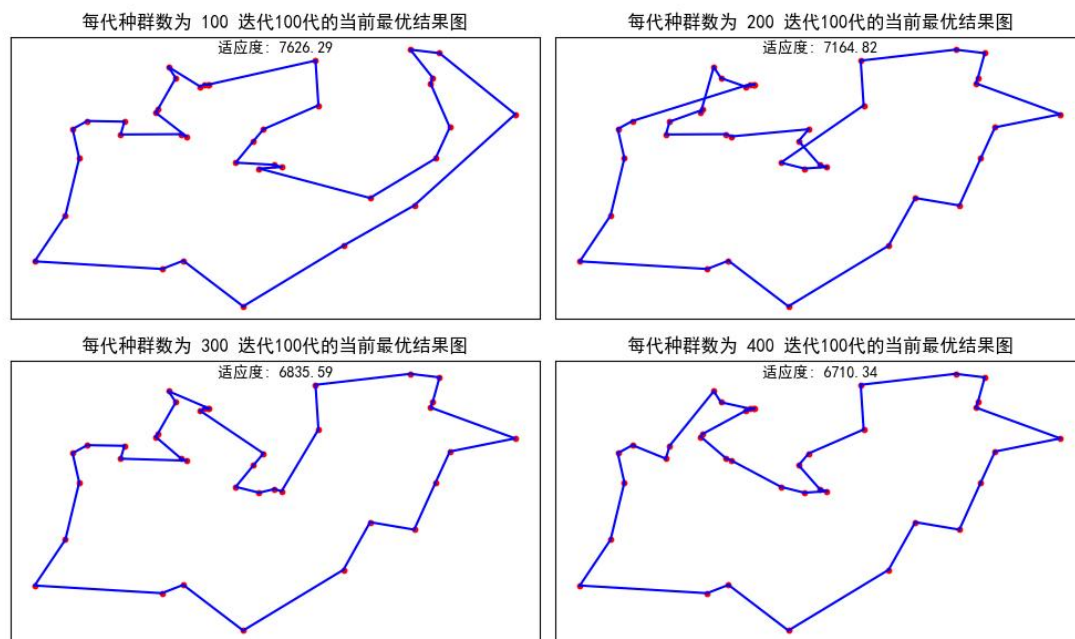 每代种群数为 100 迭代100代的当前最优结果图
适应度: 7626.29
每代种群数为 200 迭代100代的当前最优结果图
适应度: 7164.82
每代种群数为 300 迭代100代的当前最优结果图
适应度: 6835.59
每代种群数为 400 迭代100代的当前最优结果图
适应度: 6710.34